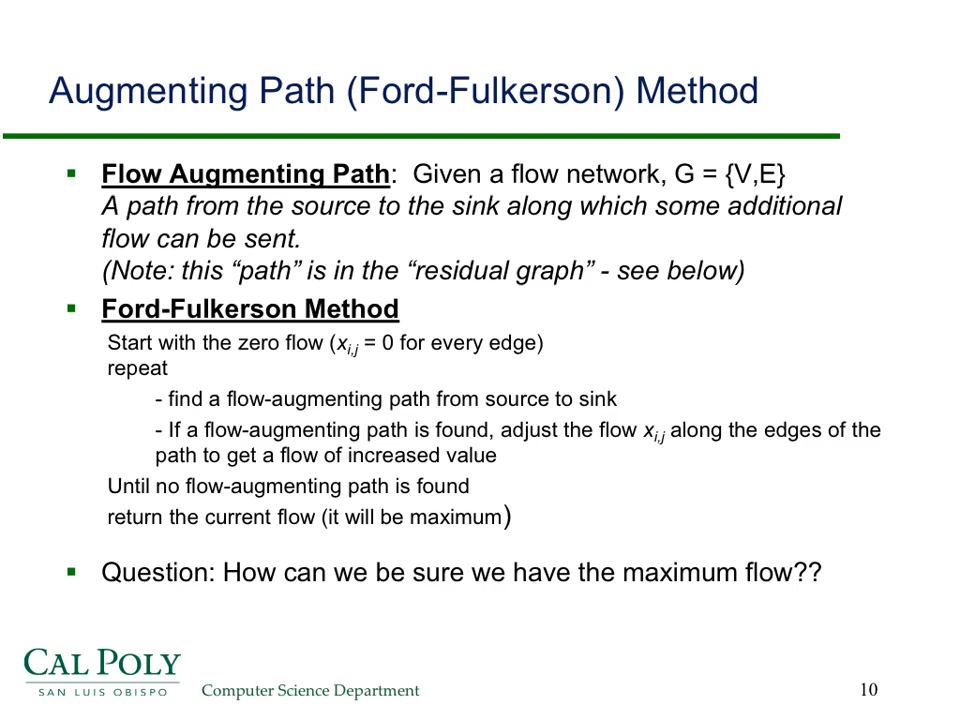 Augmenting Path (Ford-Fulkerson) Method
▪ Flow Augmenting Path: Given a flow network, G = {V,E}
A path from the source to the sink along which some additional
flow can be sent.
(Note: this “path” is in the “residual graph” - see below)
▪ Ford-Fulkerson Method
Start with the zero flow (xi,j = 0 for every edge)
repeat
- find a flow-augmenting path from source to sink
- If a flow-augmenting path is found, adjust the flow xi,j along the edges of the
path to get a flow of increased value
Until no flow-augmenting path is found
return the current flow (it will be maximum)
▪ Question: How can we be sure we have the maximum flow??
CAL POLY
SAN LUIS OBISPO
Computer Science Department
10